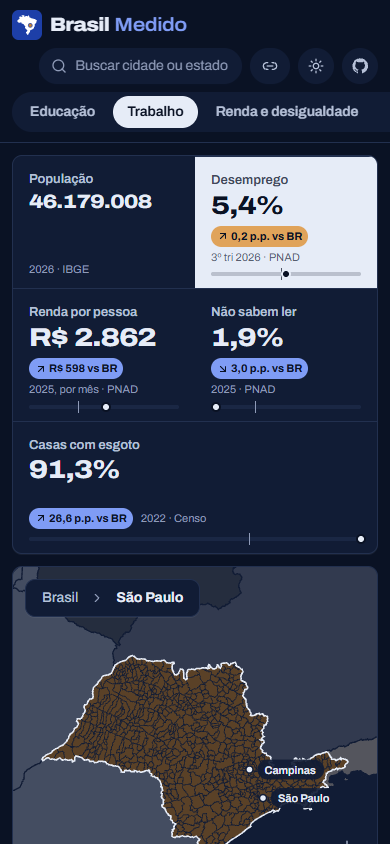 Brasil Medido
Buscar cidade ou estado
Educação
Trabalho
Renda e desigualdade
População
46.179.008
2026 · IBGE
Desemprego
5,4%
↗ 0,2 p.p. vs BR
3º tri 2026 · PNAD
Renda por pessoa
R$ 2.862
↗ R$ 598 vs BR
2025, por mês · PNAD
Não sabem ler
1,9%
↘ 3,0 p.p. vs BR
2025 · PNAD
Casas com esgoto
91,3%
↗ 26,6 p.p. vs BR
2022 · Censo
Brasil > São Paulo
Campinas
São Paulo